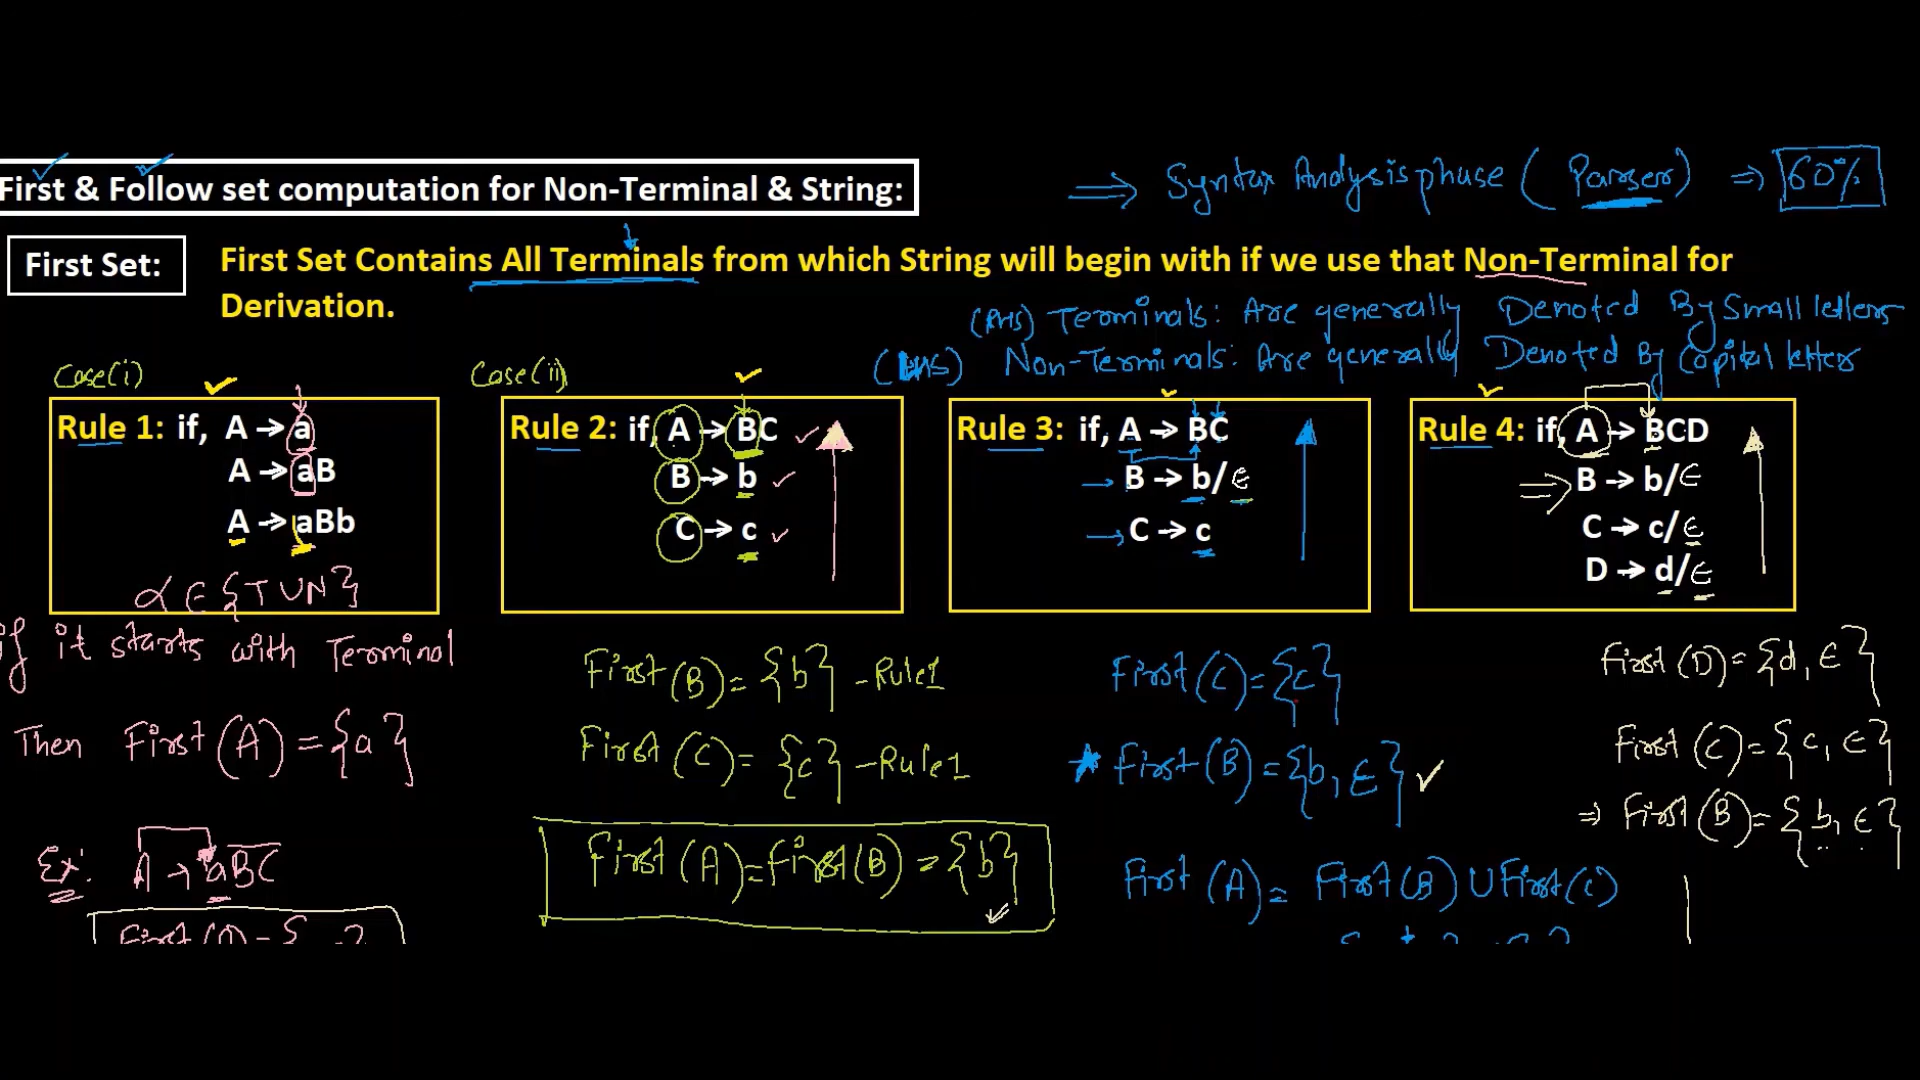 First & Follow set computation for Non-Terminal & String:
⇒ Syntax Analysis phase (Parser) ⇒ 60%
First Set:
First Set Contains All Terminals from which String will begin with if we use that Non-Terminal for
Derivation.
(RHS) Terminals: Are generally Denoted By Small letters
(LHS) Non-Terminals: Are generally Denoted By Capital letters
Case(i)
Rule 1: if, A → a
A → aB
A → aBb
α ∈ {T U N}
if it starts with Terminal
Then First (A) = {a}
Ex: A → aBC
Case(ii)
Rule 2: if, A → BC
B → b
C → c
First (B) = {b} - Rule1
First (C) = {c} - Rule1
First (A) = First (B) = {b}
Rule 3: if, A → BC
B → b/ϵ
C → c
First (C) = {c}
* First (B) = {b, ϵ}
First (A) = First (B) U First (C)
Rule 4: if, A → BCD
B → b/ϵ
C → c/ϵ
D → d/ϵ
First (D) = {d, ϵ}
First (C) = {c, ϵ}
⇒ First (B) = {b, ϵ}